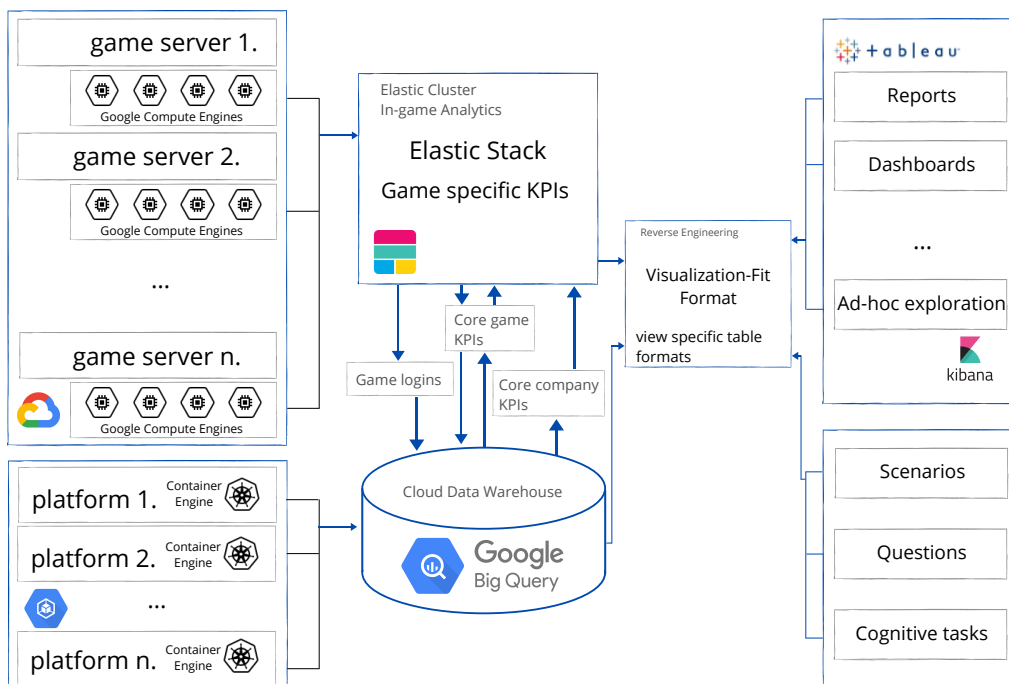 game server 1.
Google Compute Engines
game server 2.
Google Compute Engines
...
game server n.
Google Compute Engines
platform 1.
Container
Engine
platform 2.
Container
Engine
...
platform n.
Container
Engine
Elastic Cluster
In-game Analytics
Elastic Stack
Game specific KPIs
Game logins
Core game
KPIs
Core company
KPIs
Cloud Data Warehouse
Google
Big Query
Reverse Engineering
Visualization-Fit
Format
view specific table
formats
tableau
Reports
Dashboards
...
Ad-hoc exploration
kibana
Scenarios
Questions
Cognitive tasks